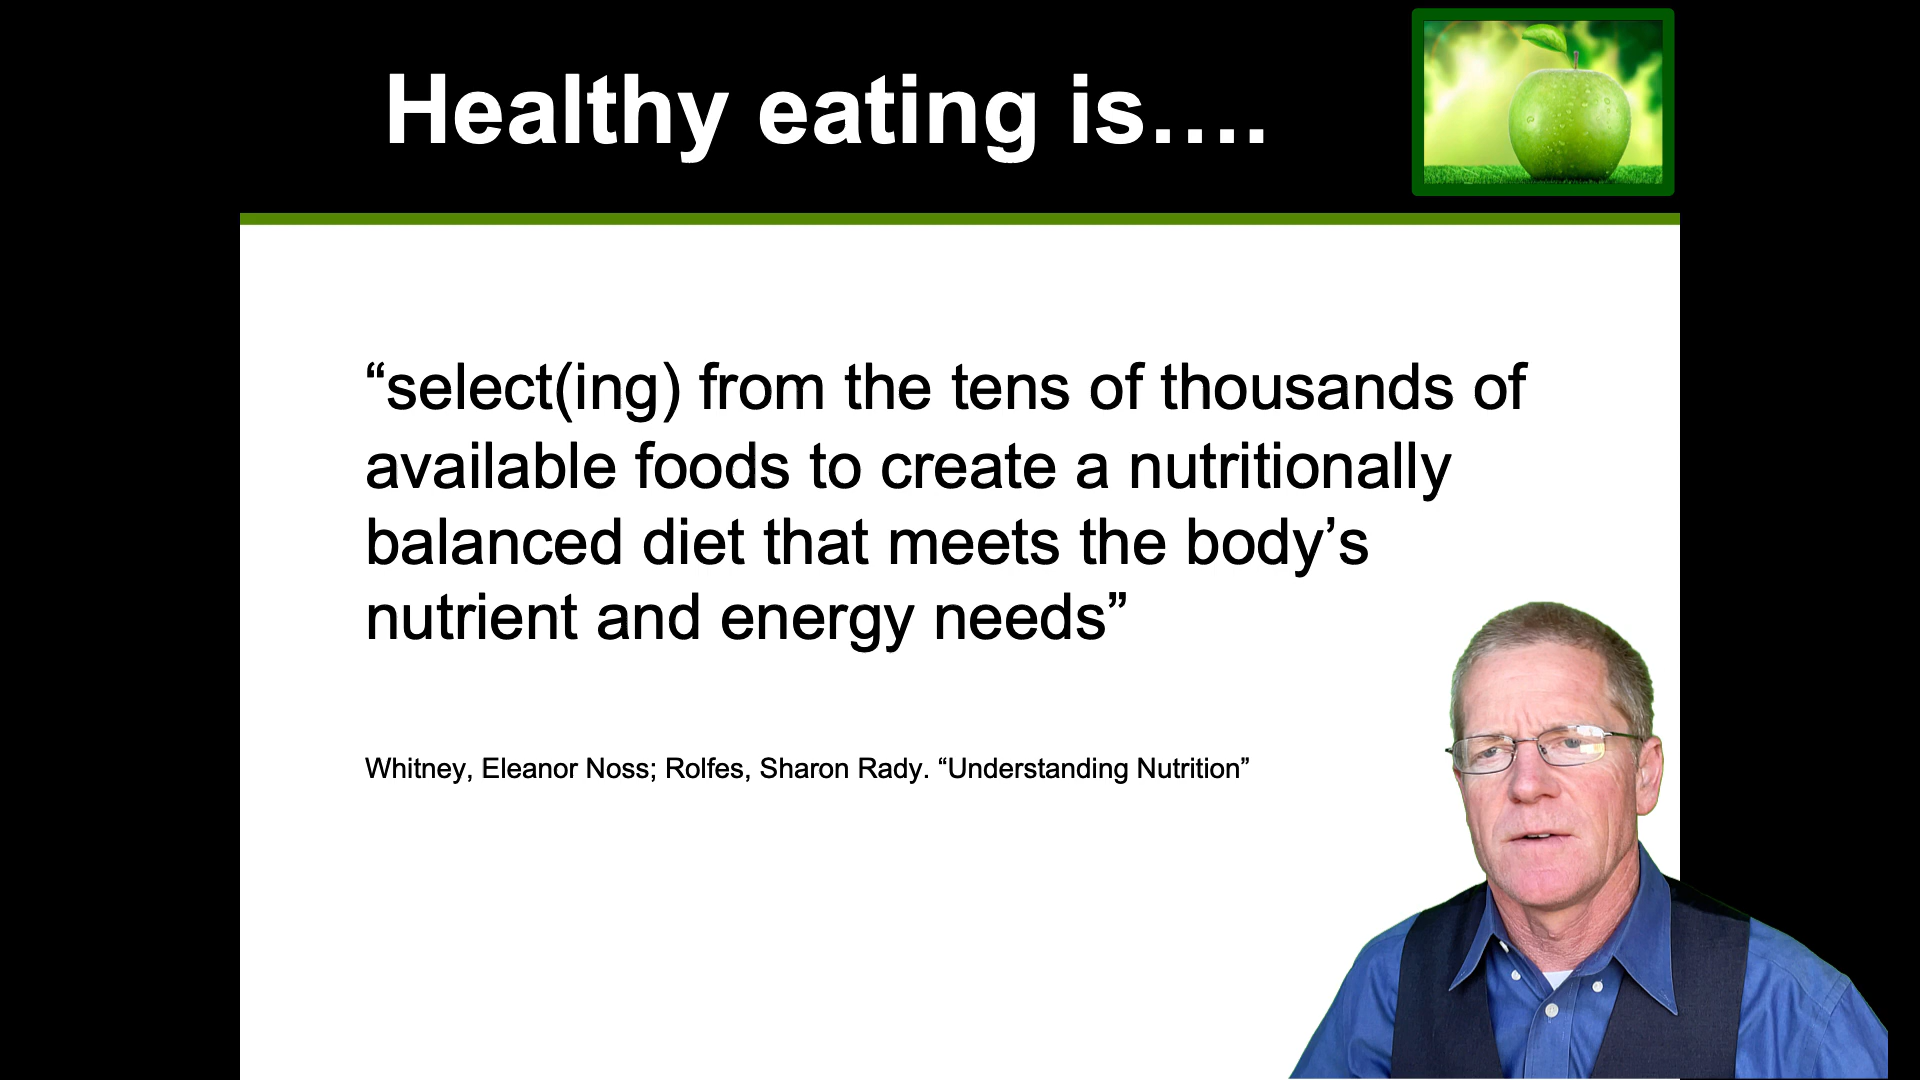 Healthy eating is….
“select(ing) from the tens of thousands of
available foods to create a nutritionally
balanced diet that meets the body’s
nutrient and energy needs”
Whitney, Eleanor Noss; Rolfes, Sharon Rady. “Understanding Nutrition”